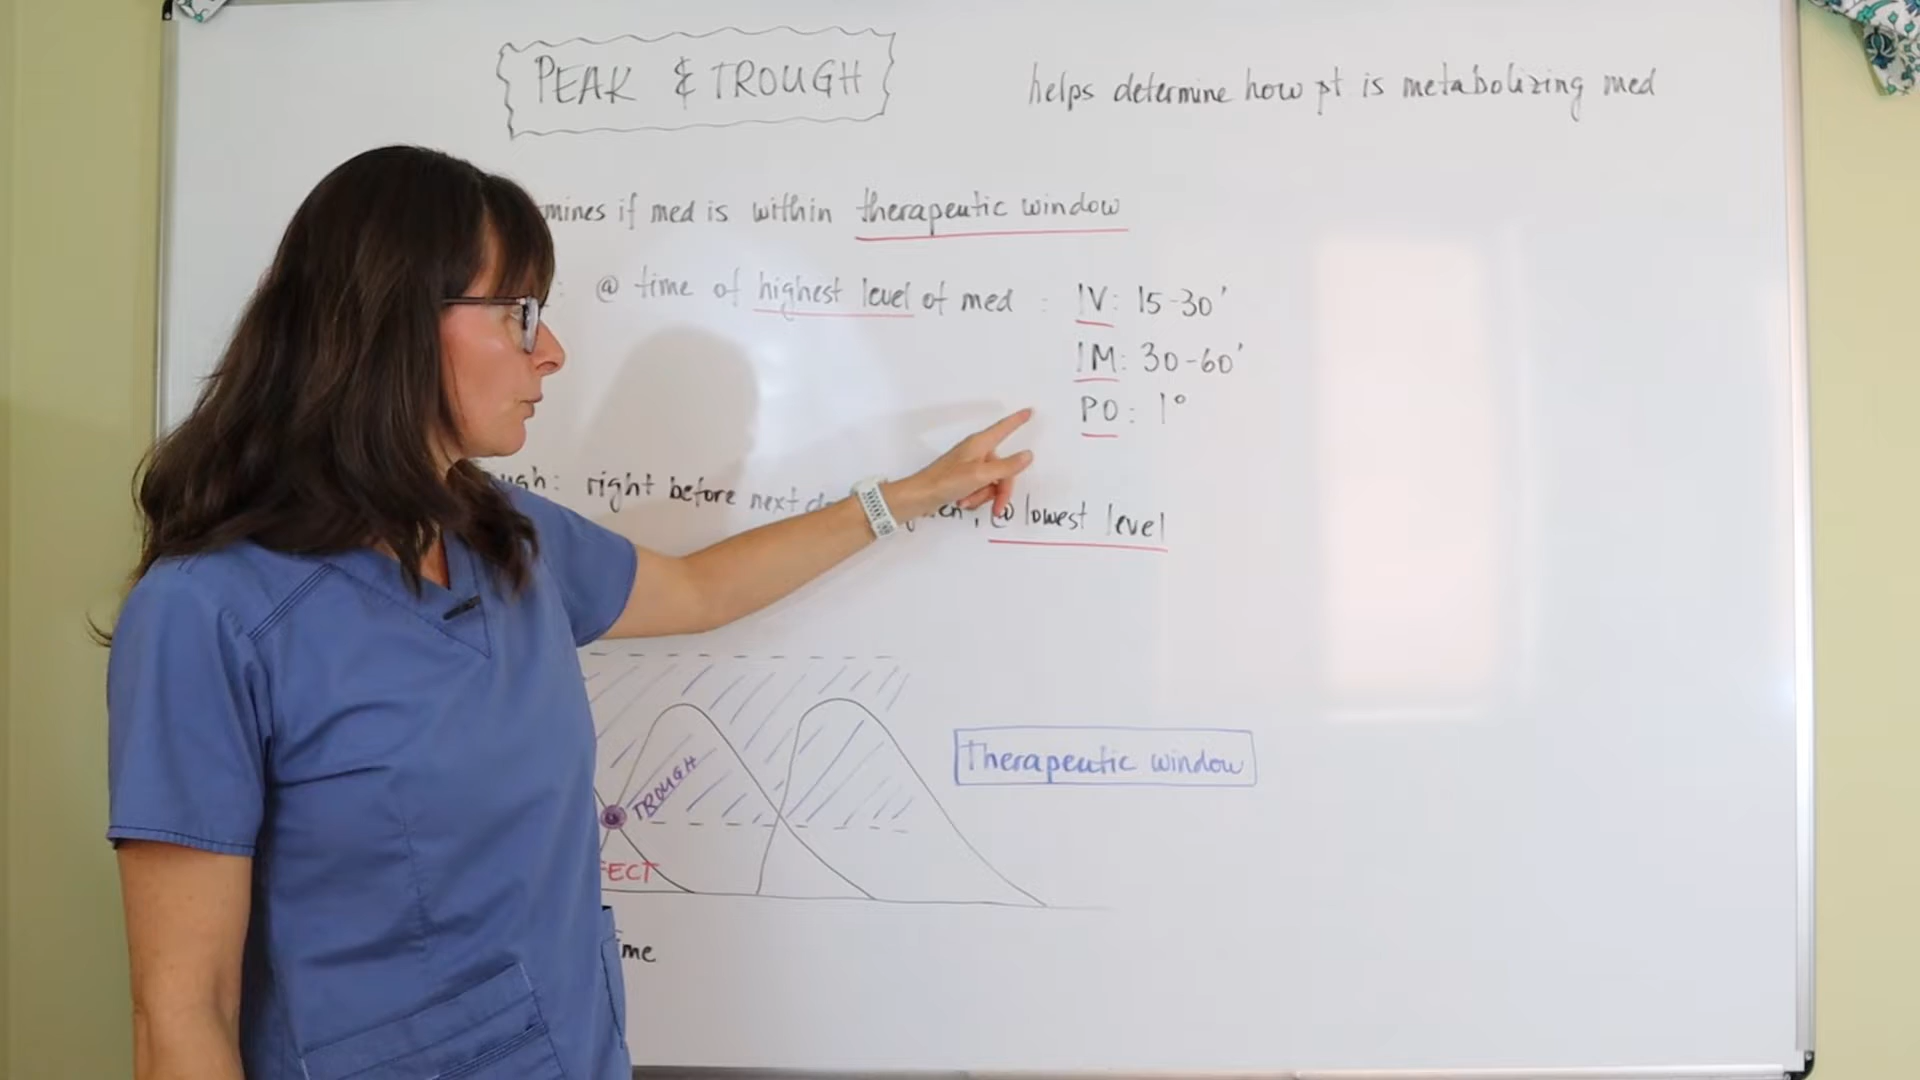 PEAK & TROUGH
helps determine how pt is metabolizing med
mines if med is within therapeutic window
: @ time of highest level of med : IV: 15-30'
IM: 30-60'
PO: 1°
ugh: right before next en, @ lowest level
TROUGH
Therapeutic window
FECT
me